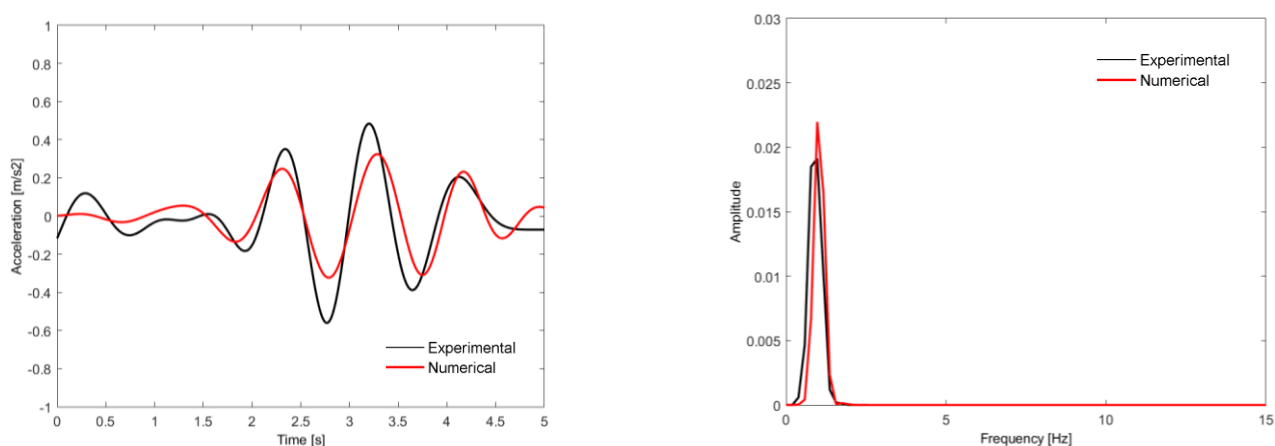 1
0.8
0.6
0.4
0.2
0
-0.2
-0.4
-0.6
-0.8
-1
Acceleration [m/s2]
0 0.5 1 1.5 2 2.5 3 3.5 4 4.5 5
Time [s]
Experimental
Numerical
0.03
0.025
0.02
0.015
0.01
0.005
0
Amplitude
0 5 10 15
Frequency [Hz]
Experimental
Numerical